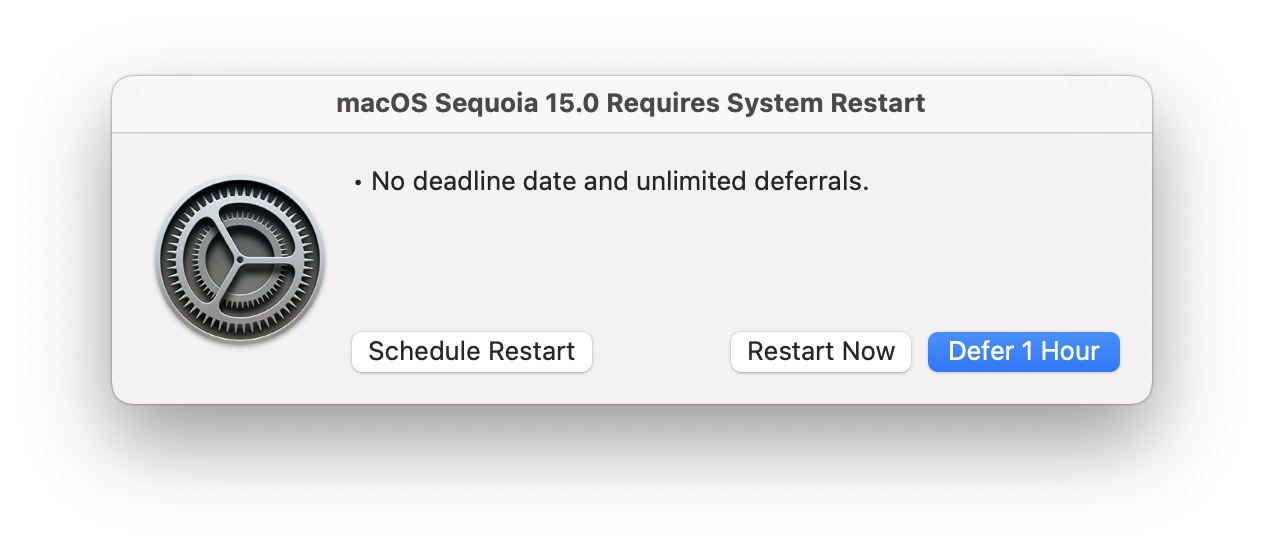 macOS Sequoia 15.0 Requires System Restart
• No deadline date and unlimited deferrals.
Schedule Restart
Restart Now
Defer 1 Hour